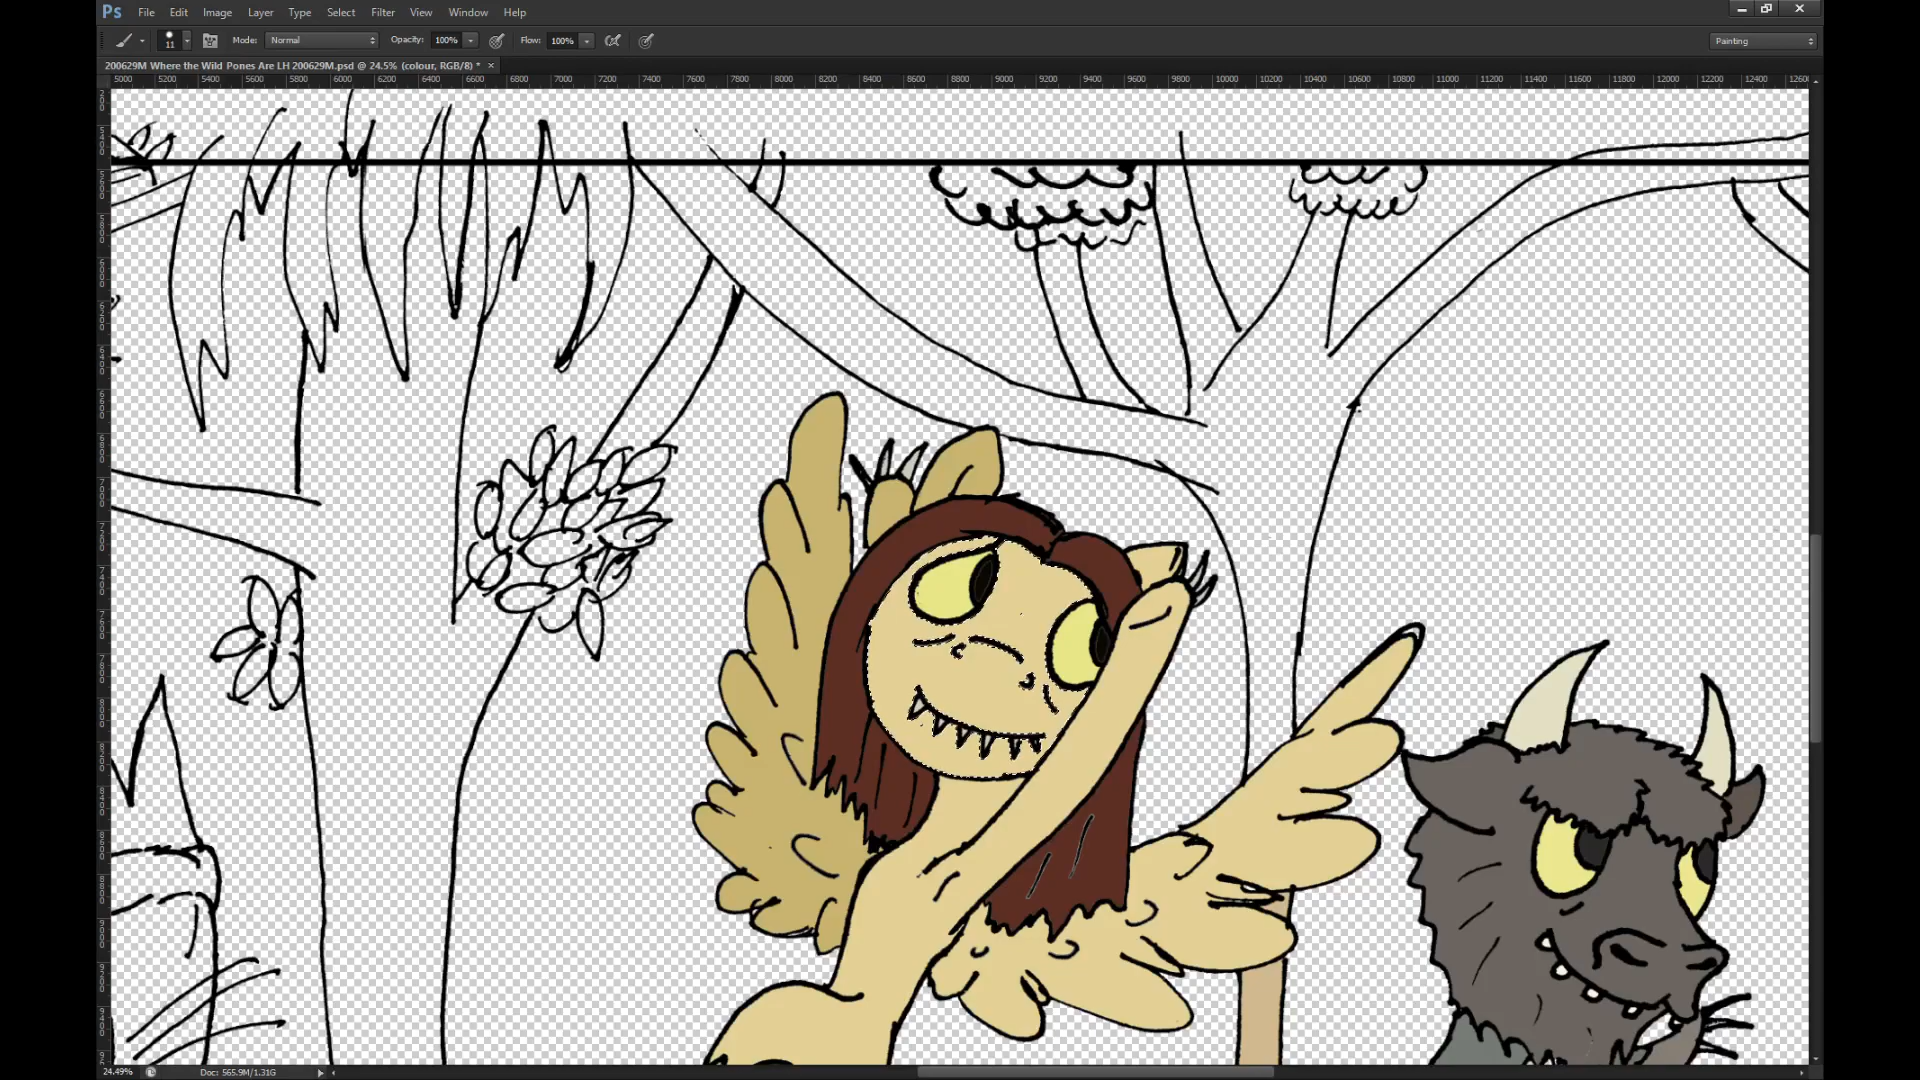 Ps File Edit Image Layer Type Select Filter View Window Help
11 Mode: Normal Opacity: 100% Flow: 100% Painting
200629M Where the Wild Pones Are LH 200629M.psd @ 24.5% (colour, RGB/8) * ×
5000 5200 5400 5600 5800 6000 6200 6400 6600 6800 7000 7200 7400 7600 7800 8000 8200 8400 8600 8800 9000 9200 9400 9600 9800 10000 10200 10400 10600 10800 11000 11200 11400 11600 11800 12000 12200 12400 12600
24.49% Doc: 565.9M/1.31G